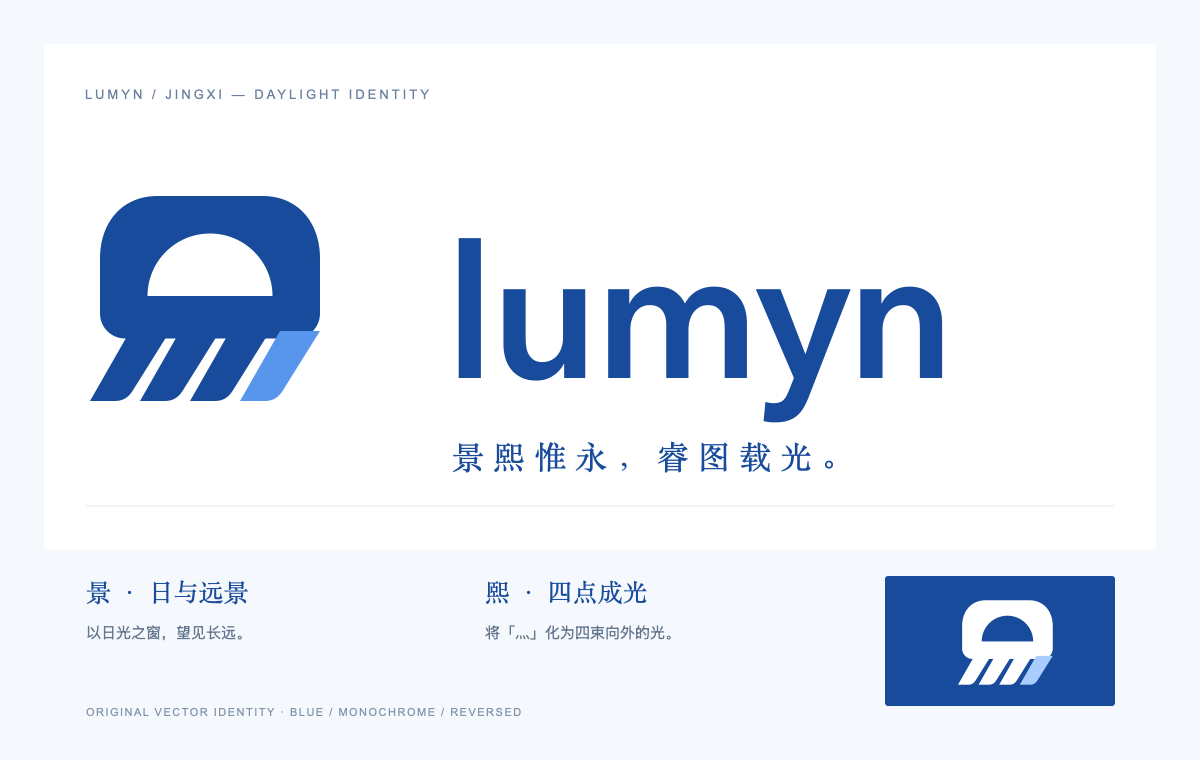 LUMYN / JINGXI — DAYLIGHT IDENTITY
lumyn
景熙惟永，睿图载光。
景 · 日与远景
以日光之窗，望见长远。
熙 · 四点成光
将「灬」化为四束向外的光。
ORIGINAL VECTOR IDENTITY · BLUE / MONOCHROME / REVERSED